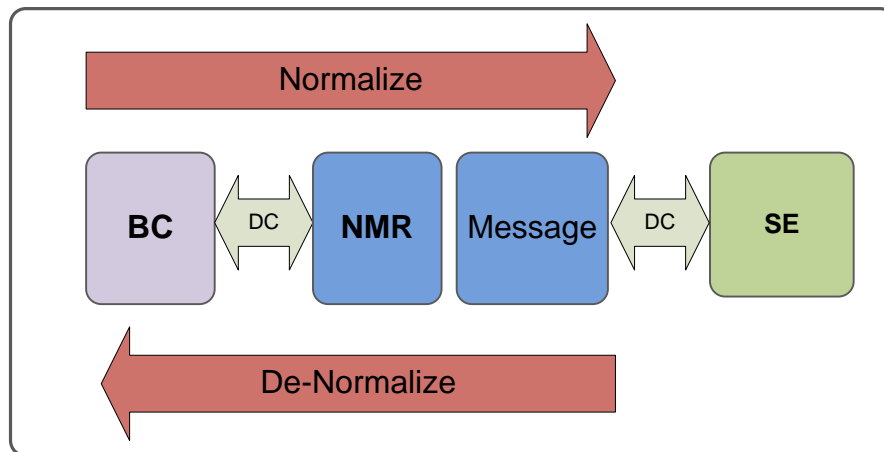 Normalize
BC
DC
NMR
Message
DC
SE
De-Normalize